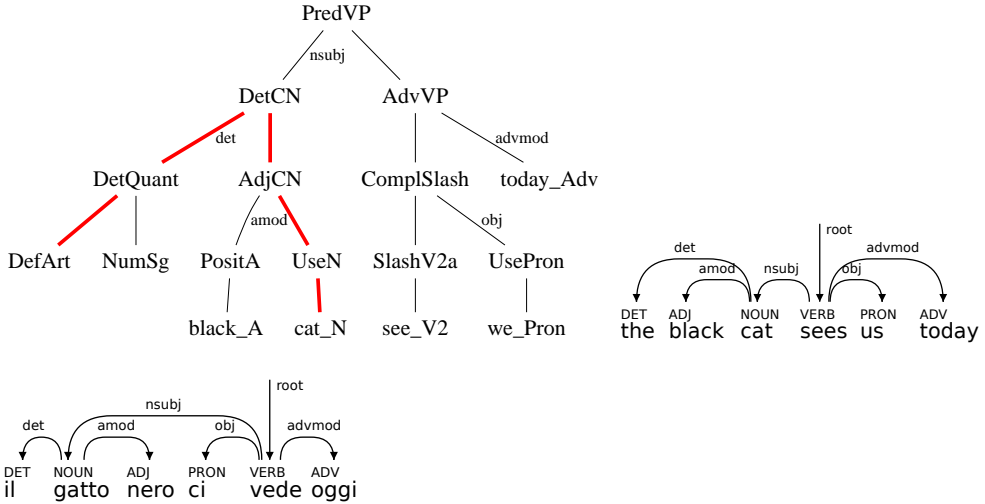 PredVP
nsubj
DetCN AdvVP
det advmod
DetQuant AdjCN ComplSlash today_Adv
amod obj
DefArt NumSg PositA UseN SlashV2a UsePron
black_A cat_N see_V2 we_Pron
root
det advmod
amod nsubj obj
DET ADJ NOUN VERB PRON ADV
the black cat sees us today
root
nsubj
det amod obj advmod
DET NOUN ADJ PRON VERB ADV
il gatto nero ci vede oggi